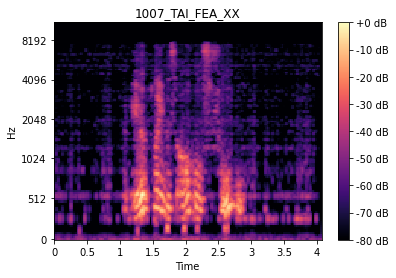 1007_TAI_FEA_XX
+0 dB
8192
-10 dB
4096
-20 dB
-30 dB
2048
-40 dB
Hz
1024
-50 dB
512
-60 dB
-70 dB
0
-80 dB
0 0.5 1 1.5 2 2.5 3 3.5 4
Time